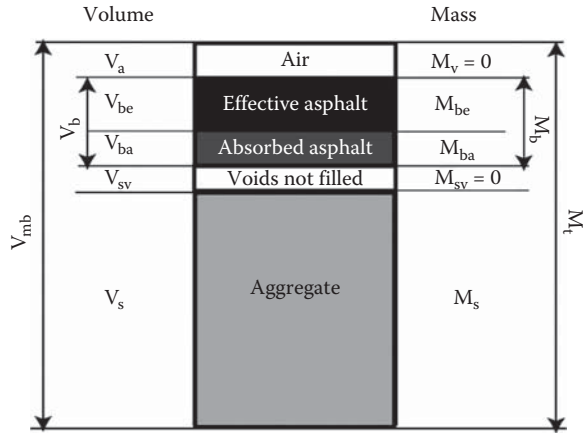 Volume Mass
V_a Air M_v = 0
V_be Effective asphalt M_be
V_b M_b
V_ba Absorbed asphalt M_ba
V_sv Voids not filled M_sv = 0
V_mb M_t
V_s Aggregate M_s